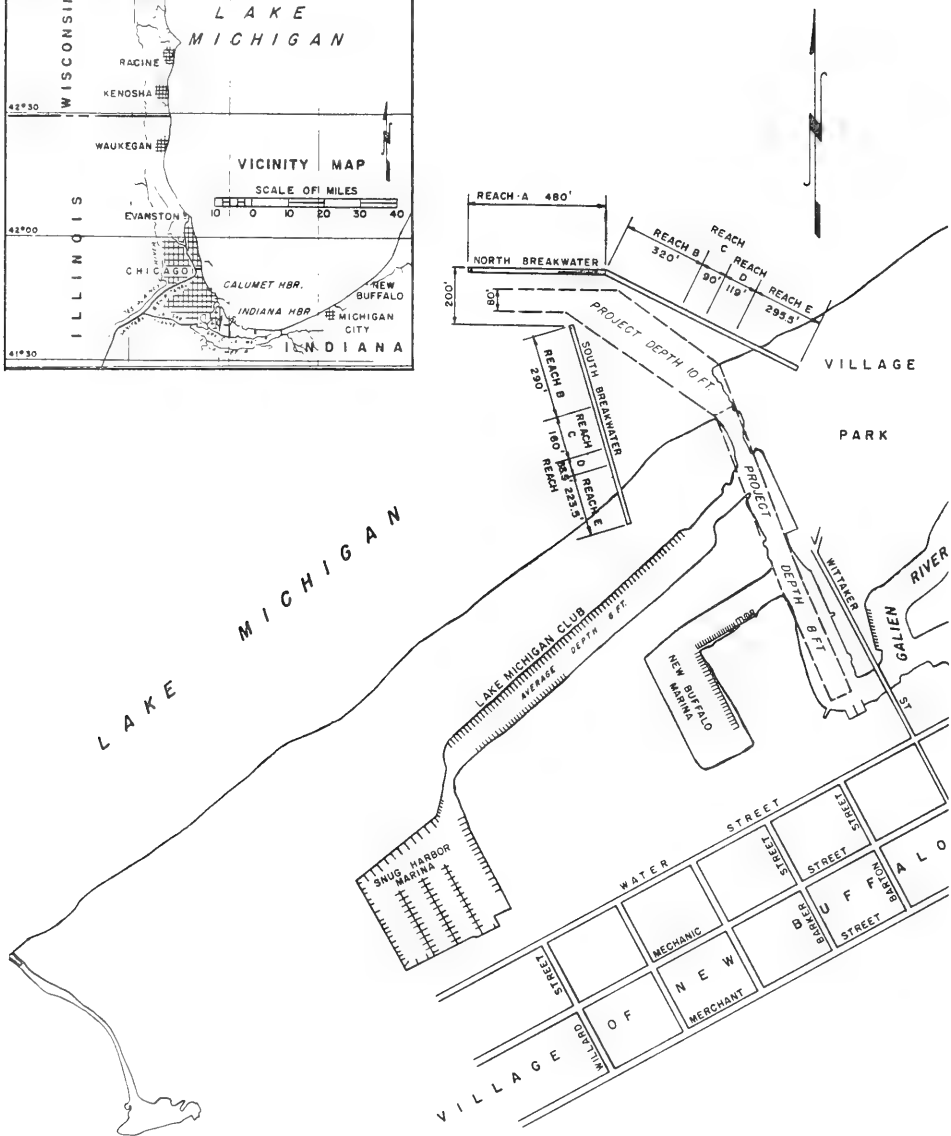 LAKE
MICHIGAN
WISCONSIN
RACINE
KENOSHA
42°30
WAUKEGAN
VICINITY MAP
SCALE OF MILES
10 0 10 20 30 40
EVANSTON
42°00
ILLINOIS
CHICAGO
CALUMET HBR.
NEW
BUFFALO
INDIANA HBR
MICHIGAN
CITY
INDIANA
41°30
REACH-A 480'
NORTH BREAKWATER
REACH B
320'
REACH
C
90'
REACH
D
119'
REACH E
295.5'
200'
80'
PROJECT DEPTH 10 FT.
VILLAGE
PARK
SOUTH BREAKWATER
REACH B
290'
REACH
C
160'
D
REACH
REACH E
223.5'
PROJECT
DEPTH 8 FT
WITTAKER
ST
GALIEN
RIVER
LAKE MICHIGAN
LAKE MICHIGAN CLUB
AVERAGE DEPTH 6 FT.
NEW BUFFALO
MARINA
SNUG HARBOR
MARINA
WATER STREET
STREET
STREET
STREET
MECHANIC
STREET
BARKER
BARTON
MERCHANT
STREET
WILLARD
VILLAGE OF NEW BUFFALO